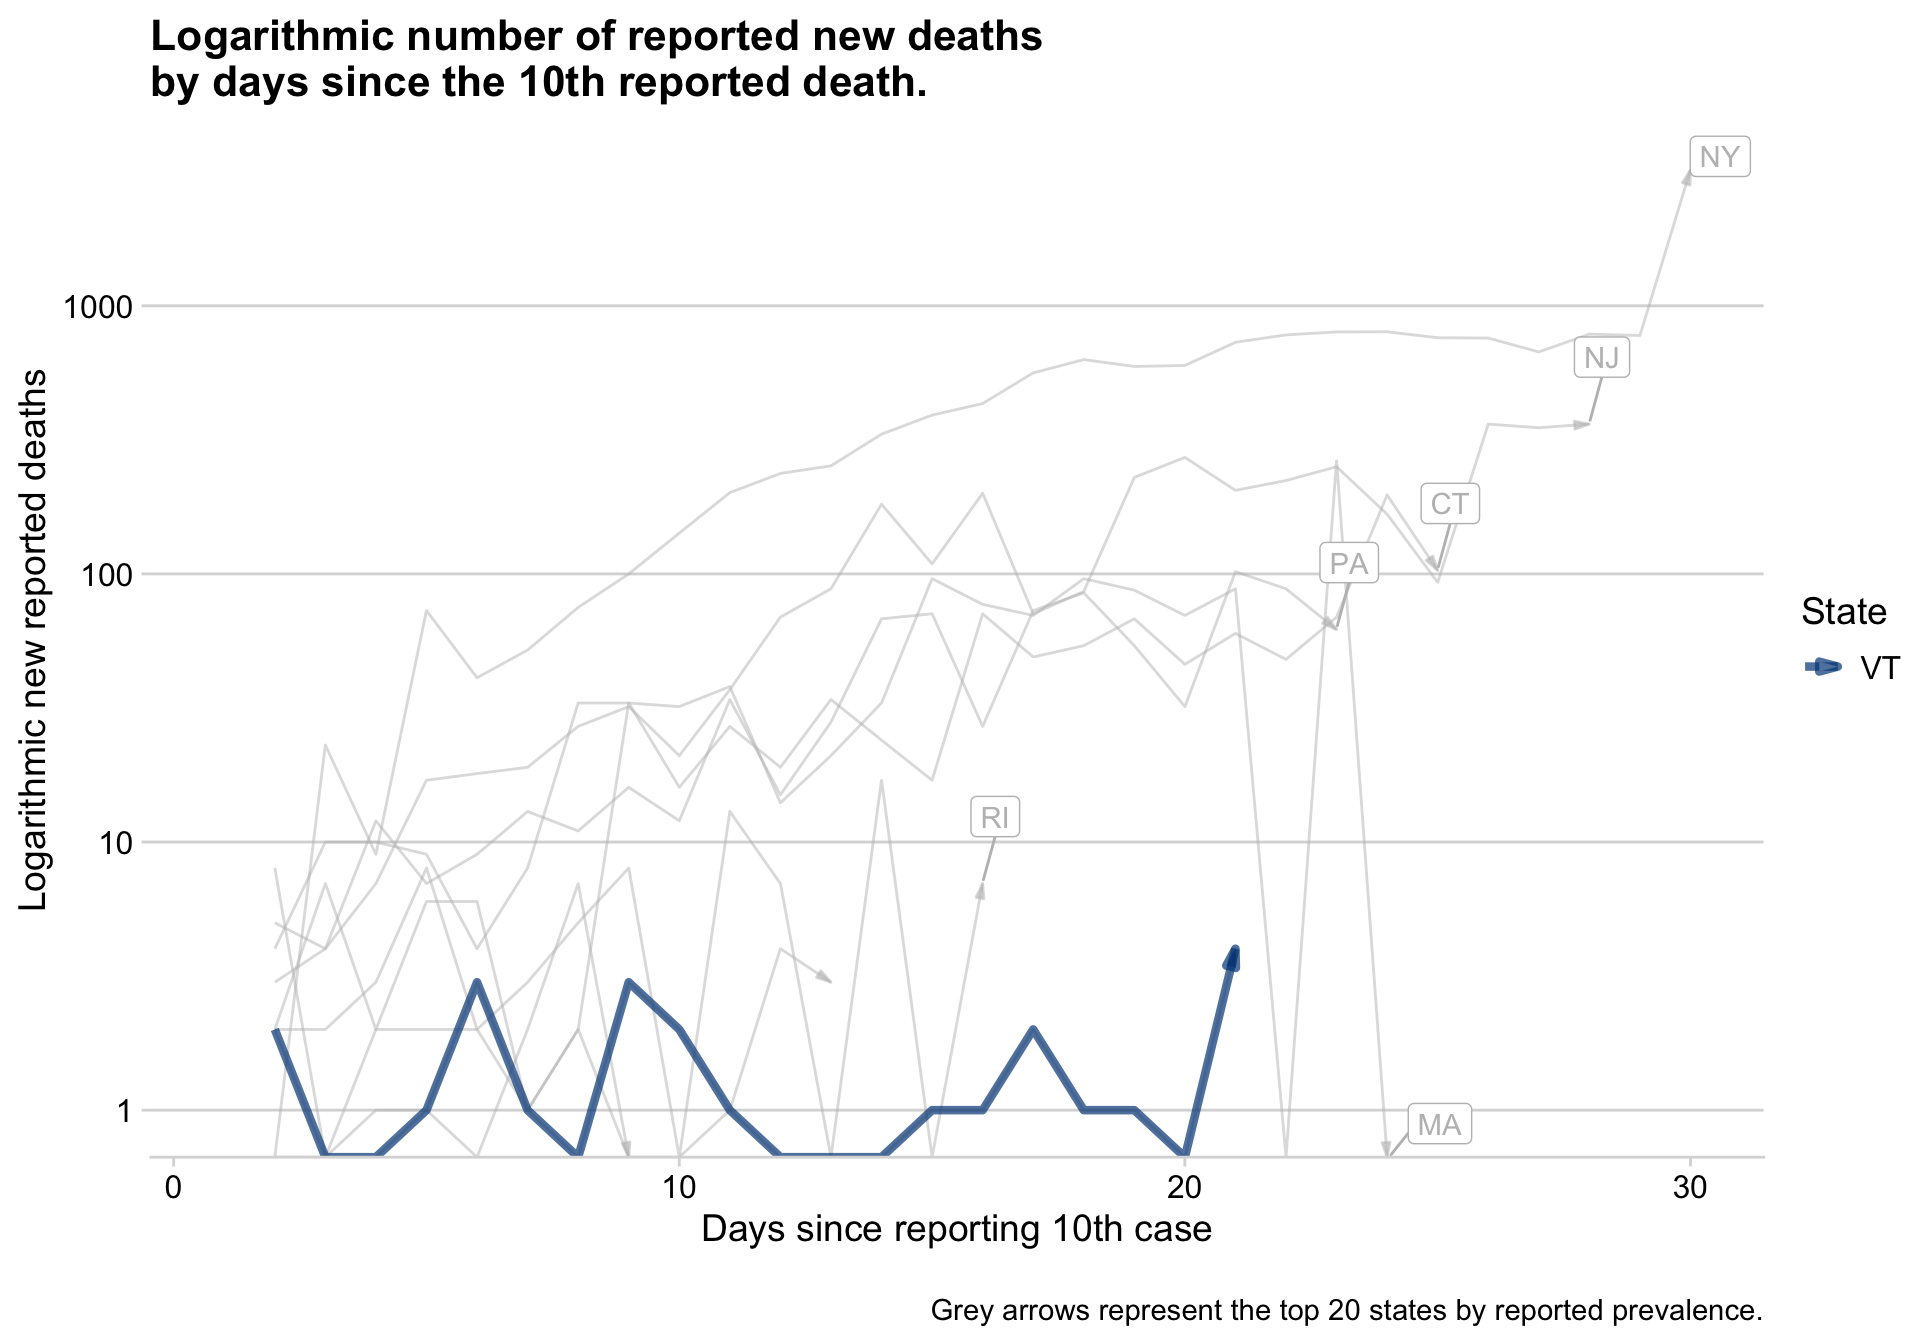 Logarithmic number of reported new deaths
by days since the 10th reported death.
NY
1000
NJ
CT
PA
100
State
VT
RI
10
1
MA
Logarithmic new reported deaths
0 10 20 30
Days since reporting 10th case
Grey arrows represent the top 20 states by reported prevalence.